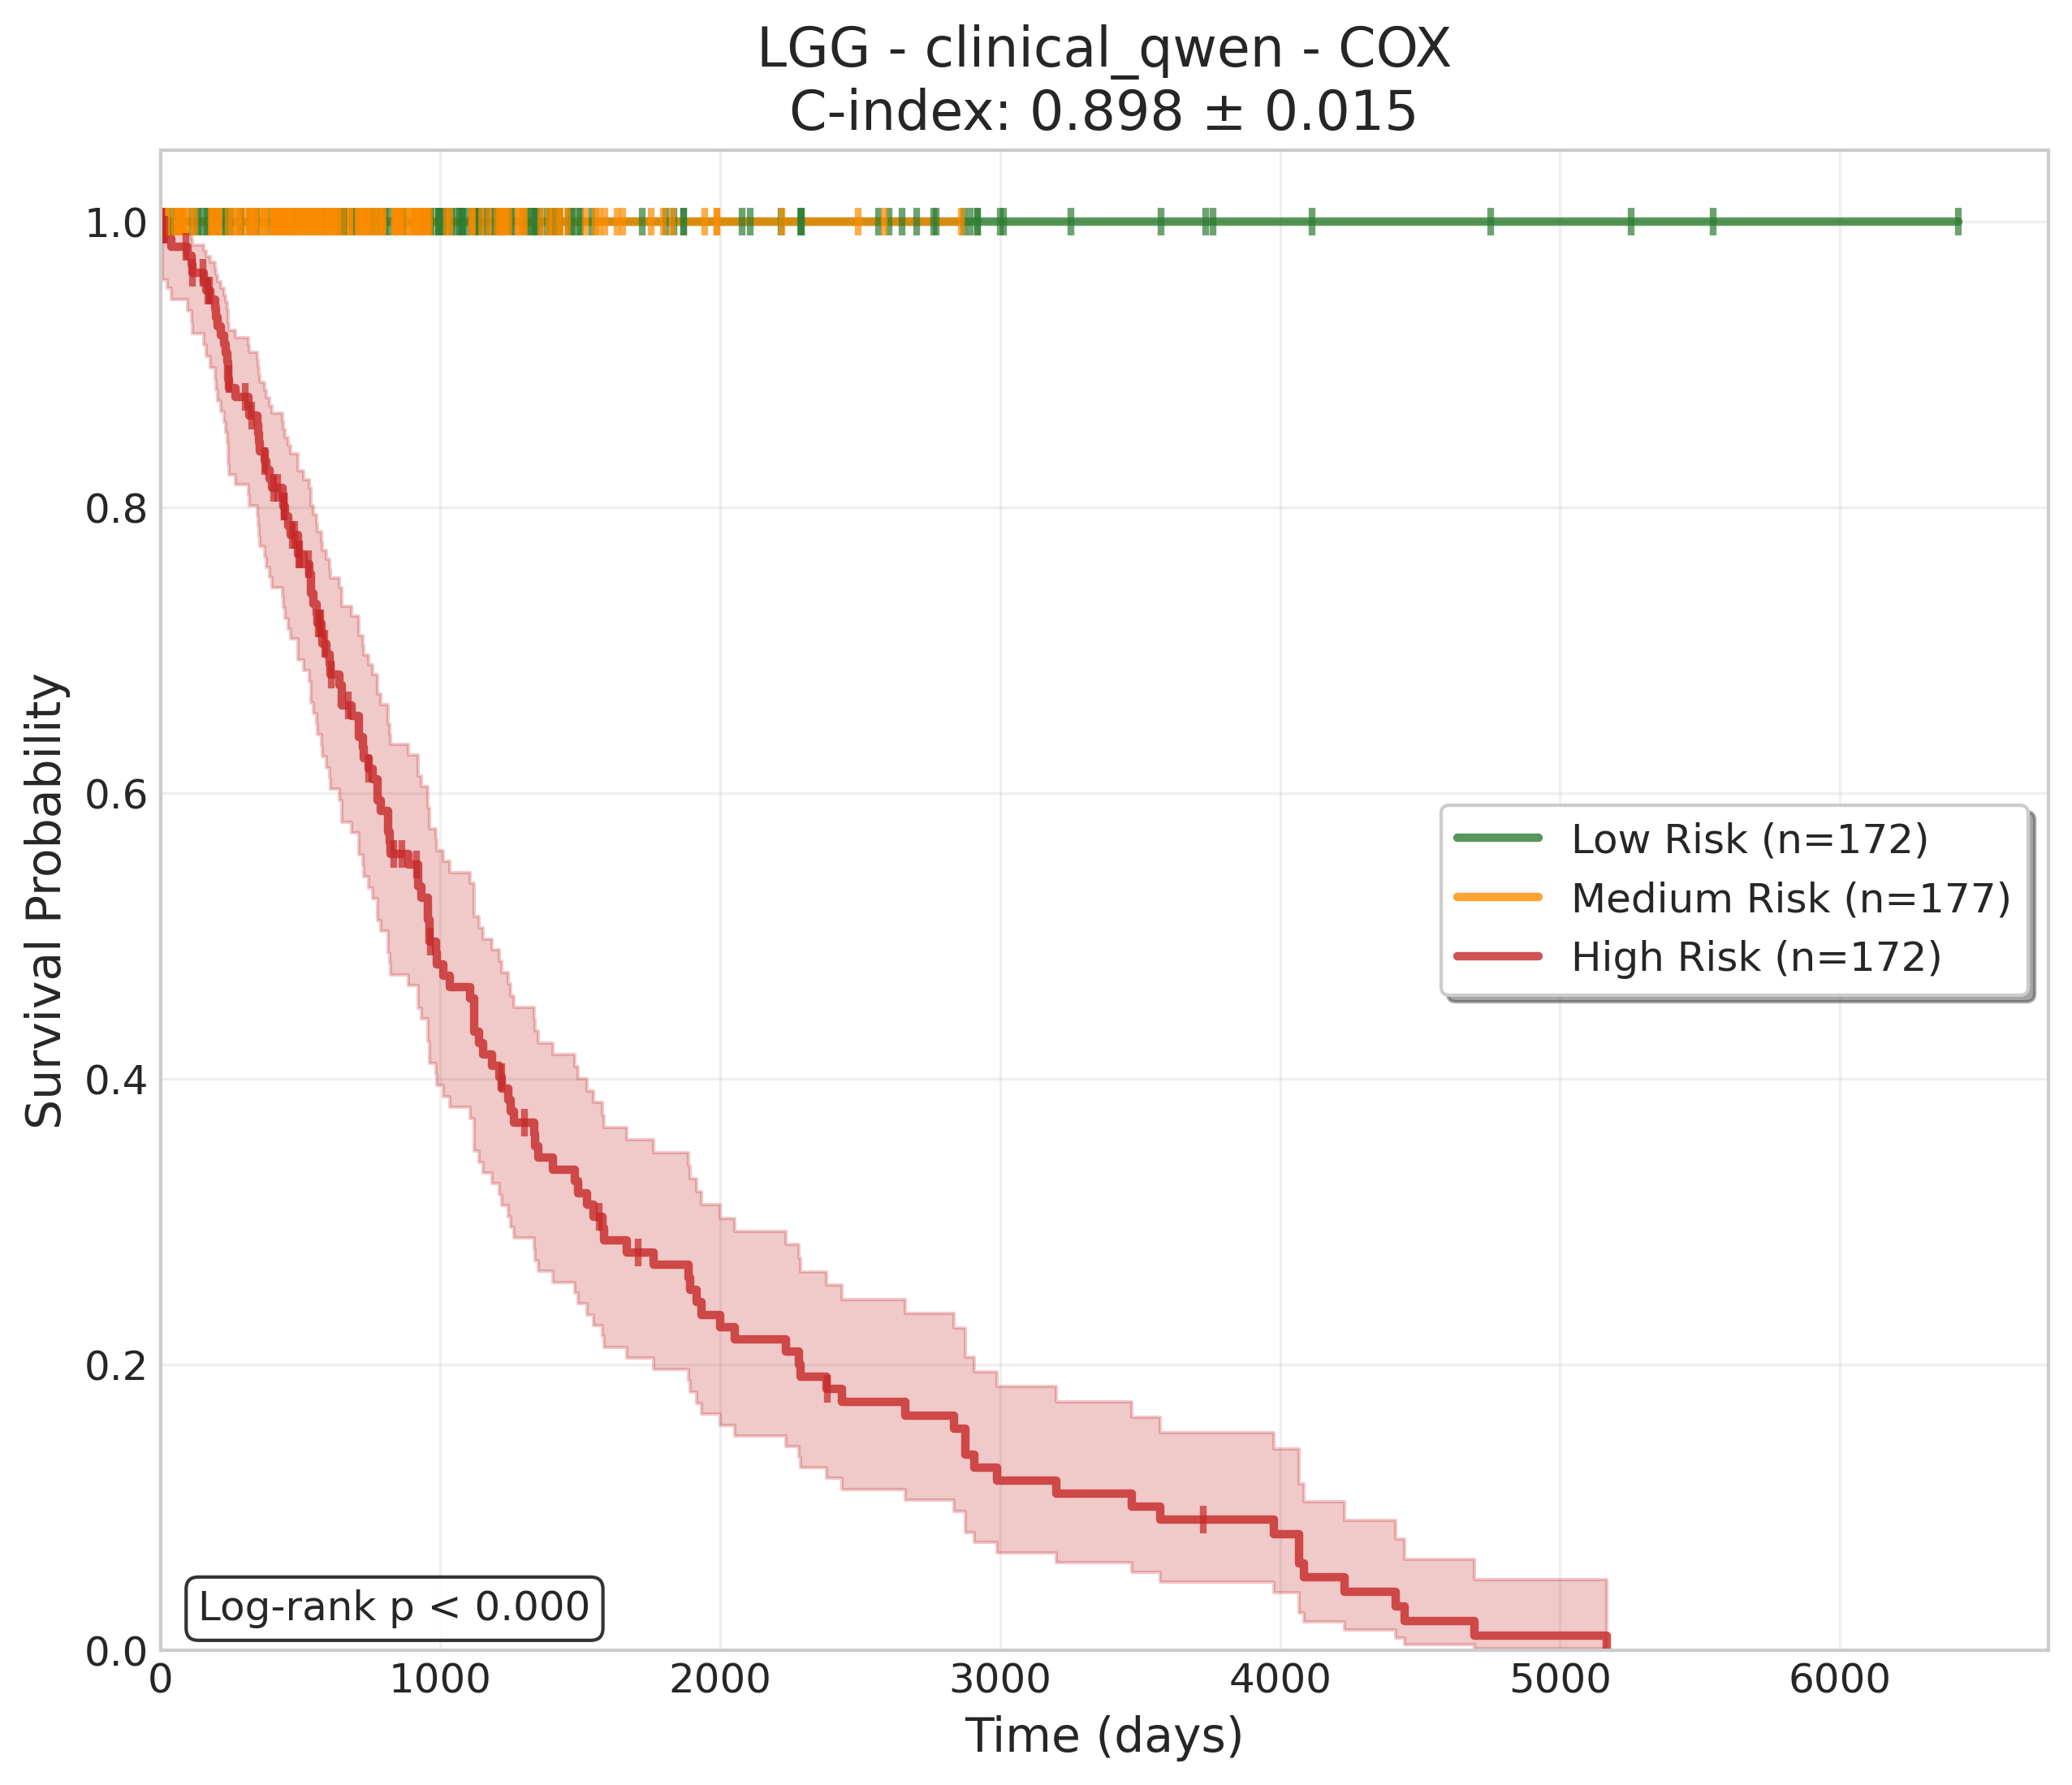 LGG - clinical_qwen - COX
C-index: 0.898 ± 0.015
Survival Probability
1.0
0.8
0.6
0.4
0.2
0.0
Low Risk (n=172)
Medium Risk (n=177)
High Risk (n=172)
Log-rank p < 0.000
0 1000 2000 3000 4000 5000 6000
Time (days)